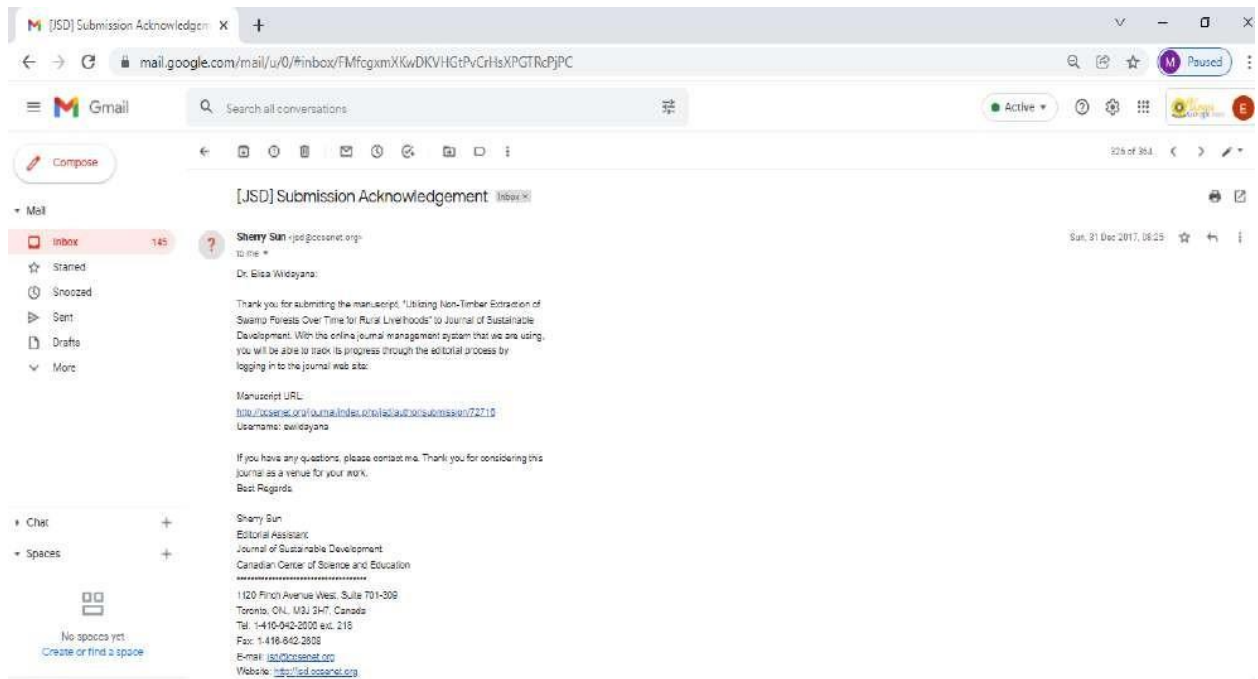 [JSD] Submission Acknowledgem
mail.google.com/mail/u/0/#inbox/FMfcgxmXKwDKVHGtPvCrHsXPGTRcPjPC
M Paused
Gmail
Search all conversations
Active
E
Compose
326 of 364
[JSD] Submission Acknowledgement Inbox ×
Mail
Inbox 145
Starred
Snoozed
Sent
Drafts
More
Sherry Sun <jsd@ccsenet.org>
Sun, 31 Dec 2017, 08:25
to me
Dr. Elisa Wildayana:
Thank you for submitting the manuscript, "Utilizing Non-Timber Extraction of
Swamp Forests Over Time for Rural Livelihoods" to Journal of Sustainable
Development. With the online journal management system that we are using,
you will be able to track its progress through the editorial process by
logging in to the journal web site:
Manuscript URL:
http://ccsenet.org/journal/index.php/jsd/author/submission/72716
Username: ewildayana
If you have any questions, please contact me. Thank you for considering this
journal as a venue for your work.
Best Regards,
Sherry Sun
Editorial Assistant
Journal of Sustainable Development
Canadian Center of Science and Education
************************************
1120 Finch Avenue West, Suite 701-309
Toronto, ON., M3J 3H7, Canada
Tel: 1-416-642-2606 ext. 216
Fax: 1-416-642-2608
E-mail: jsd@ccsenet.org
Website: http://jsd.ccsenet.org
Chat
Spaces
No spaces yet
Create or find a space